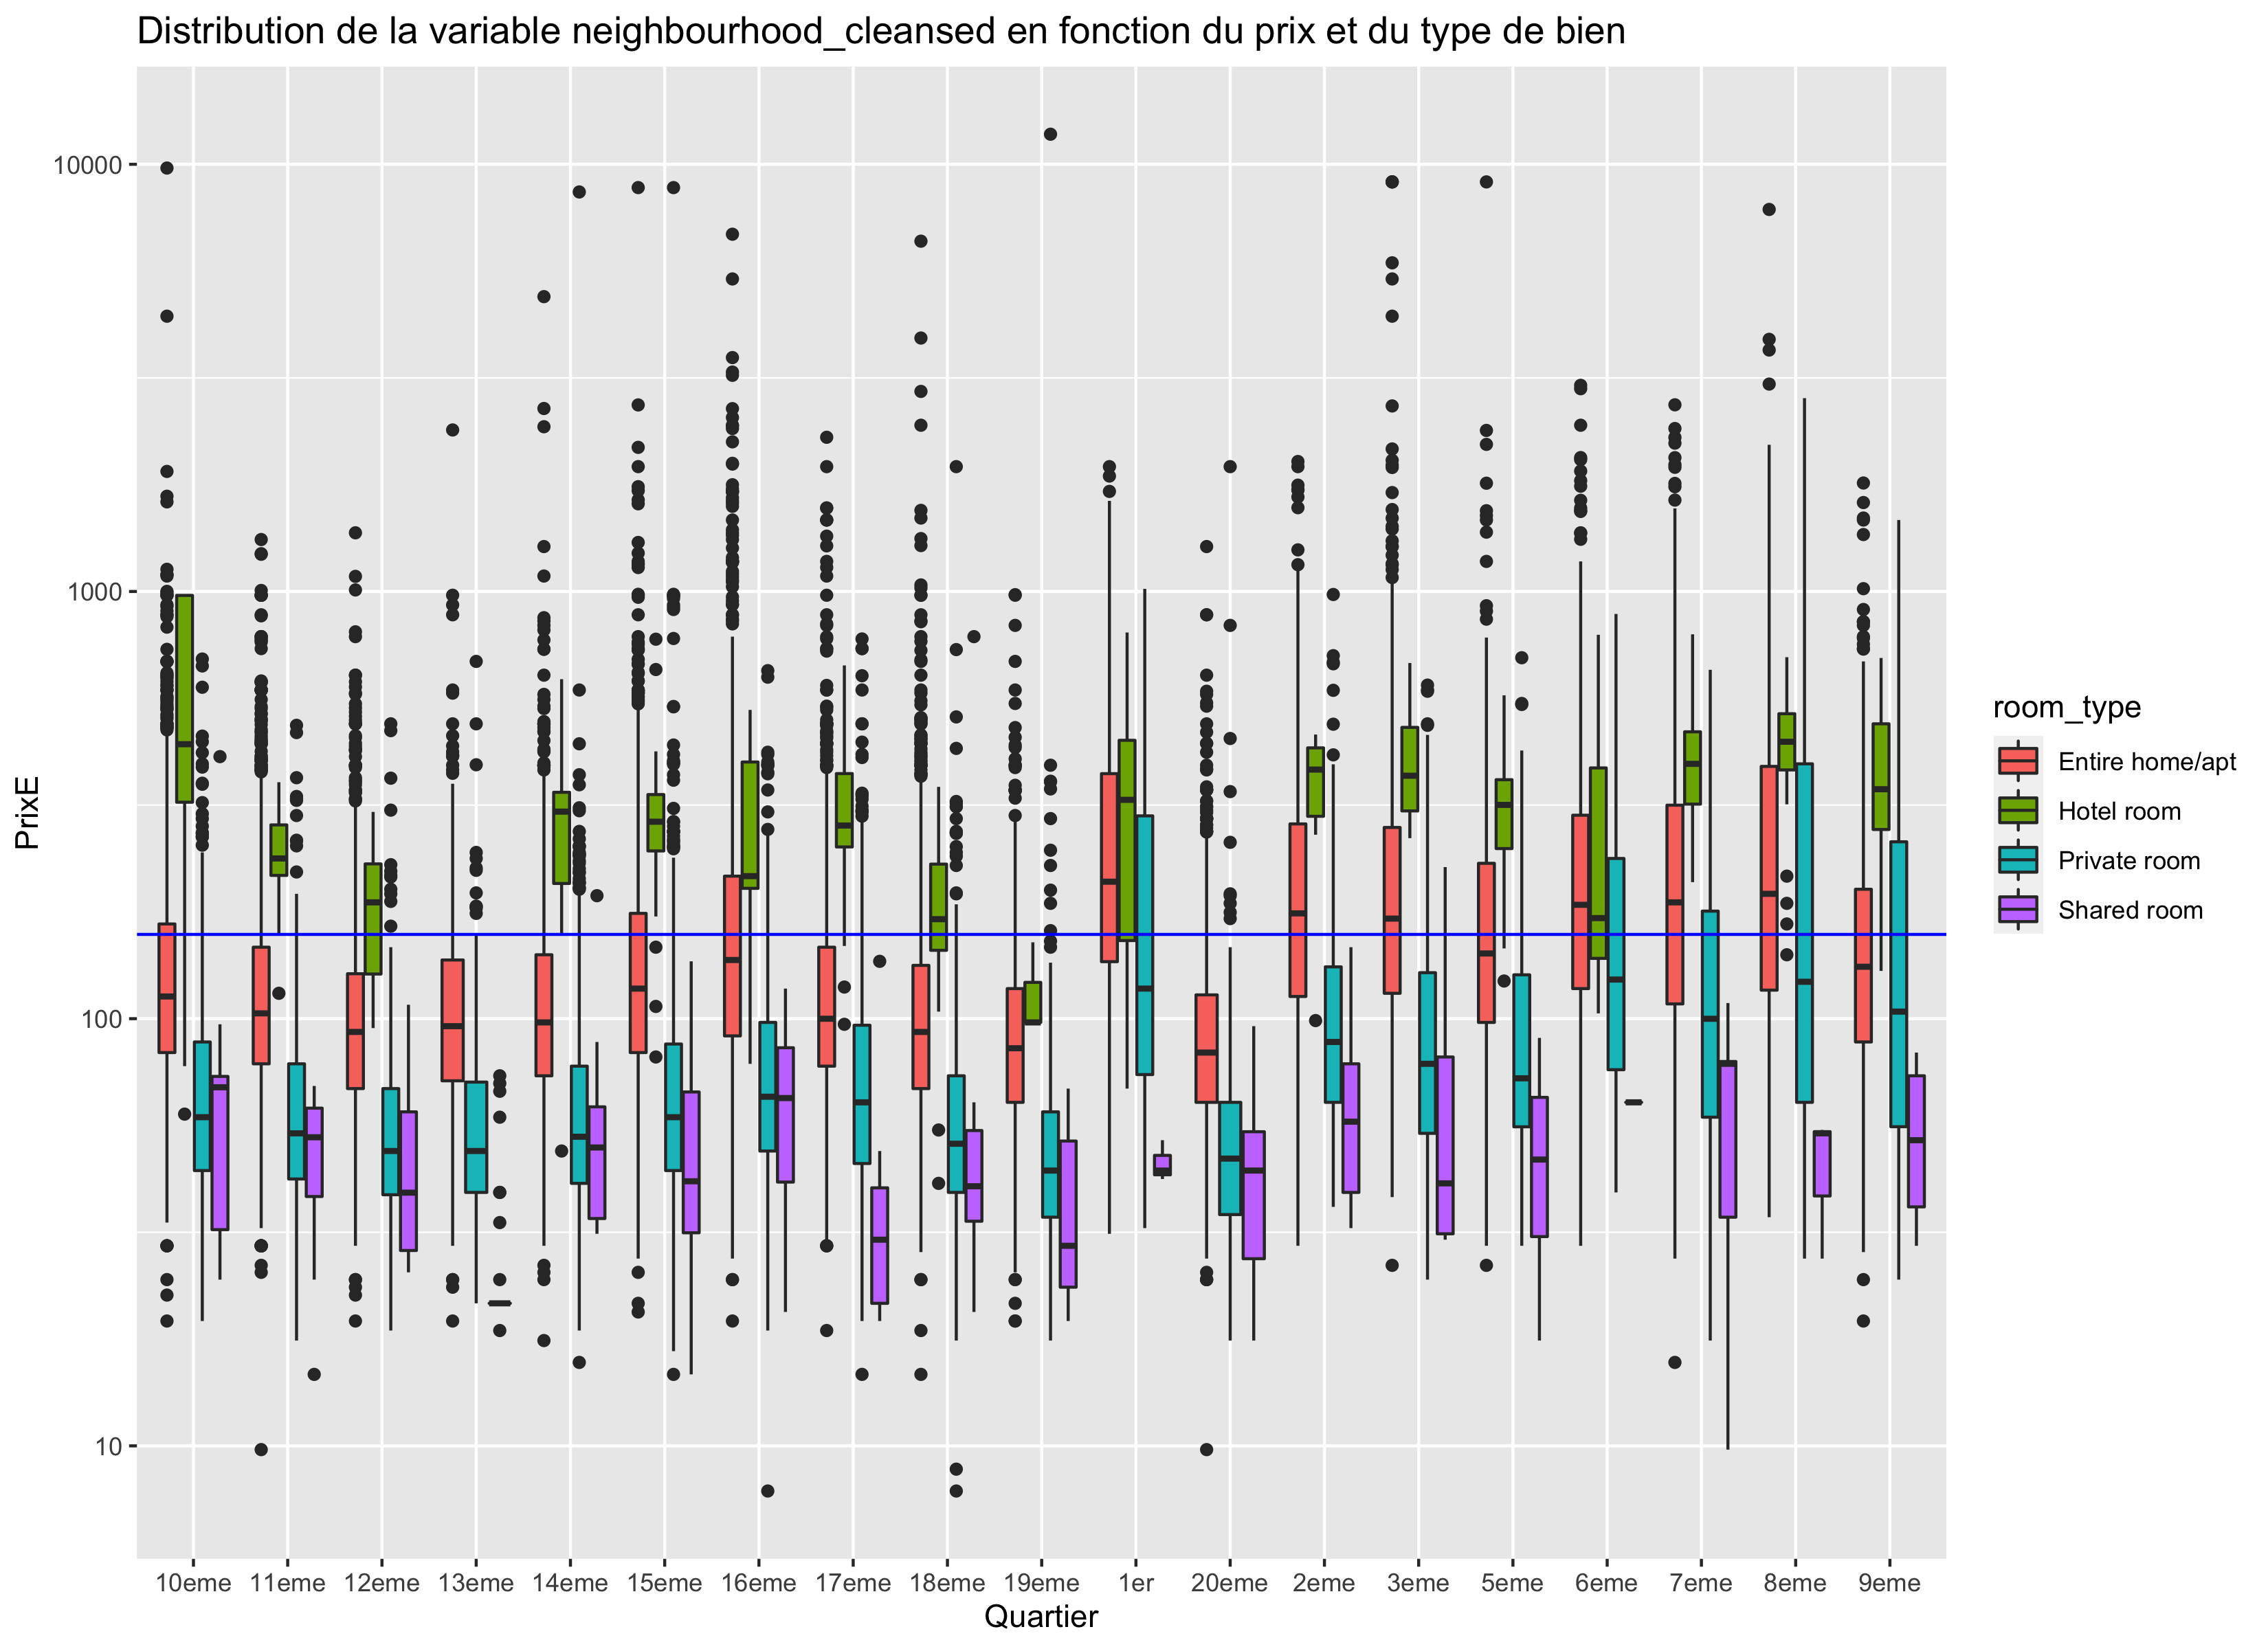 Distribution de la variable neighbourhood_cleansed en fonction du prix et du type de bien
PrixE
10000
1000
100
10
10eme 11eme 12eme 13eme 14eme 15eme 16eme 17eme 18eme 19eme 1er 20eme 2eme 3eme 5eme 6eme 7eme 8eme 9eme
Quartier
room_type
Entire home/apt
Hotel room
Private room
Shared room